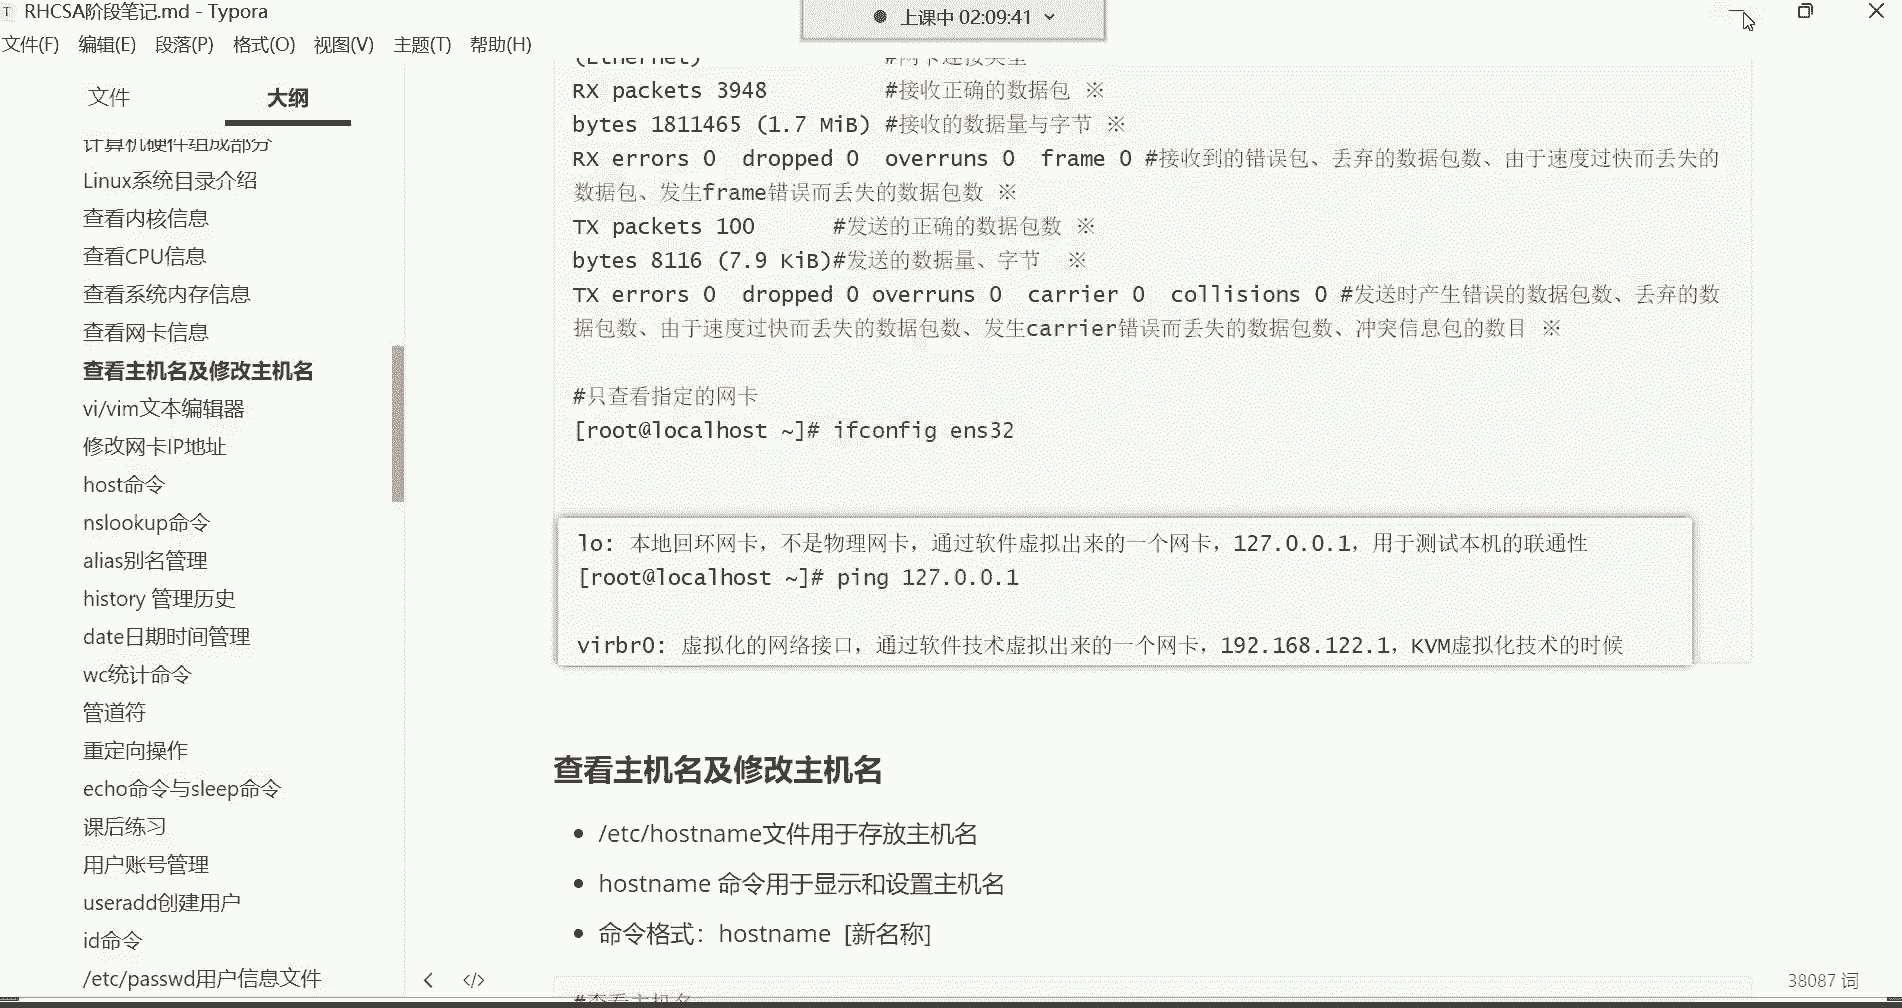 RHCSA阶段笔记.md - Typora
上课中 02:09:41
文件(F) 编辑(E) 段落(P) 格式(O) 视图(V) 主题(T) 帮助(H)
文件 大纲
计算机硬件组成部分
Linux系统目录介绍
查看内核信息
查看CPU信息
查看系统内存信息
查看网卡信息
查看主机名及修改主机名
vi/vim文本编辑器
修改网卡IP地址
host命令
nslookup命令
alias别名管理
history 管理历史
date日期时间管理
wc统计命令
管道符
重定向操作
echo命令与sleep命令
课后练习
用户账号管理
useradd创建用户
id命令
/etc/passwd用户信息文件
(Ethernet) #网卡连接类型
RX packets 3948 #接收正确的数据包 ※
bytes 1811465 (1.7 MiB) #接收的数据量与字节 ※
RX errors 0 dropped 0 overruns 0 frame 0 #接收到的错误包、丢弃的数据包数、由于速度过快而丢失的
数据包、发生frame错误而丢失的数据包数 ※
TX packets 100 #发送的正确的数据包数 ※
bytes 8116 (7.9 KiB)#发送的数据量、字节 ※
TX errors 0 dropped 0 overruns 0 carrier 0 collisions 0 #发送时产生错误的数据包数、丢弃的数
据包数、由于速度过快而丢失的数据包数、发生carrier错误而丢失的数据包数、冲突信息包的数目 ※
#只查看指定的网卡
[root@localhost ~]# ifconfig ens32
lo: 本地回环网卡，不是物理网卡，通过软件虚拟出来的一个网卡，127.0.0.1，用于测试本机的联通性
[root@localhost ~]# ping 127.0.0.1
virbr0: 虚拟化的网络接口，通过软件技术虚拟出来的一个网卡，192.168.122.1，KVM虚拟化技术的时候
查看主机名及修改主机名
/etc/hostname文件用于存放主机名
hostname 命令用于显示和设置主机名
命令格式：hostname [新名称]
#查看主机名
38087 词